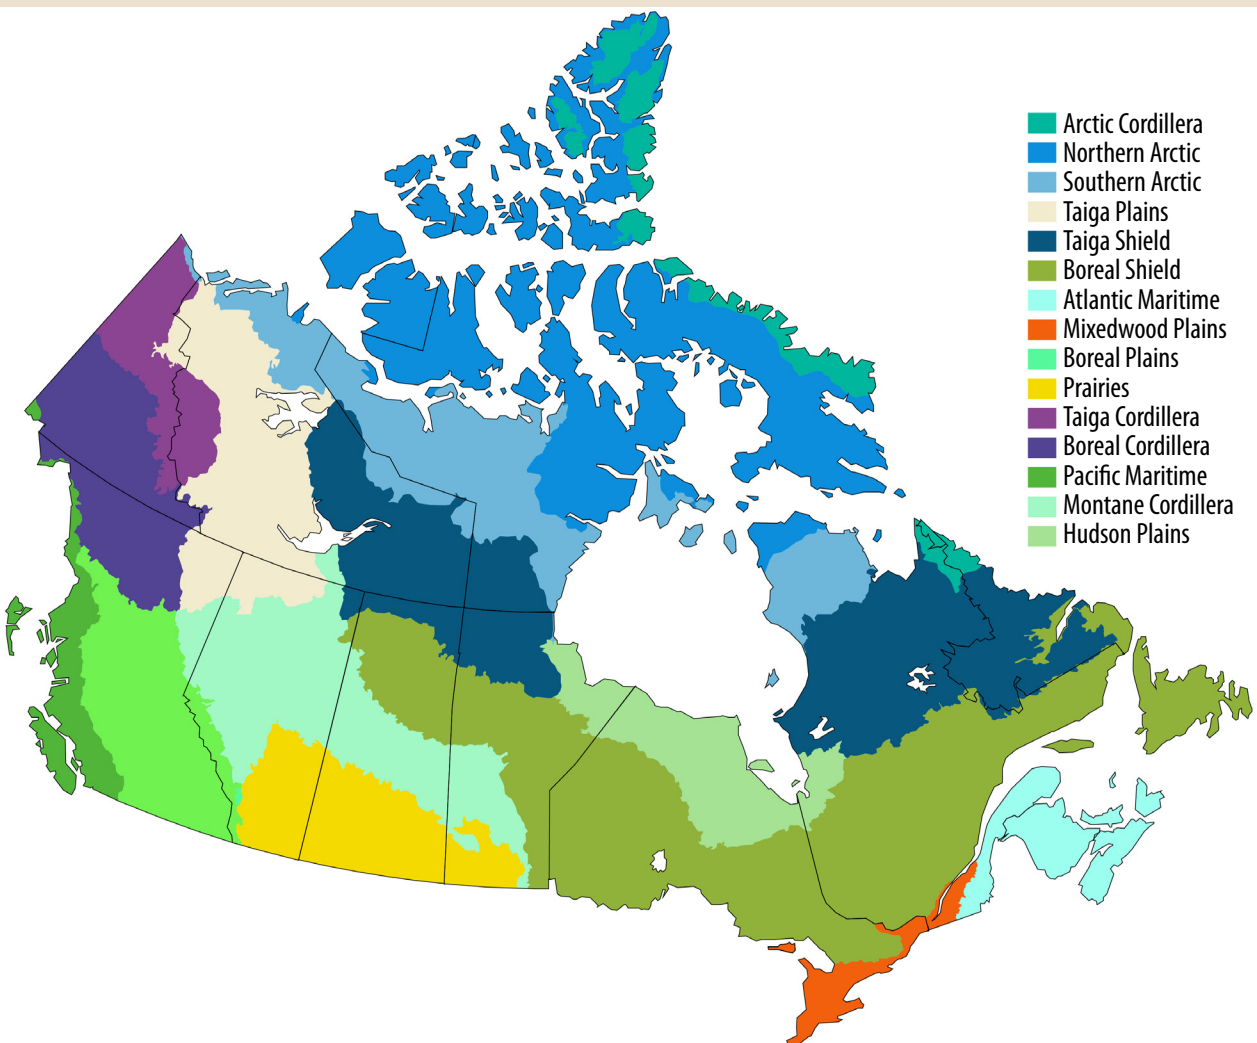 Arctic Cordillera
Northern Arctic
Southern Arctic
Taiga Plains
Taiga Shield
Boreal Shield
Atlantic Maritime
Mixedwood Plains
Boreal Plains
Prairies
Taiga Cordillera
Boreal Cordillera
Pacific Maritime
Montane Cordillera
Hudson Plains